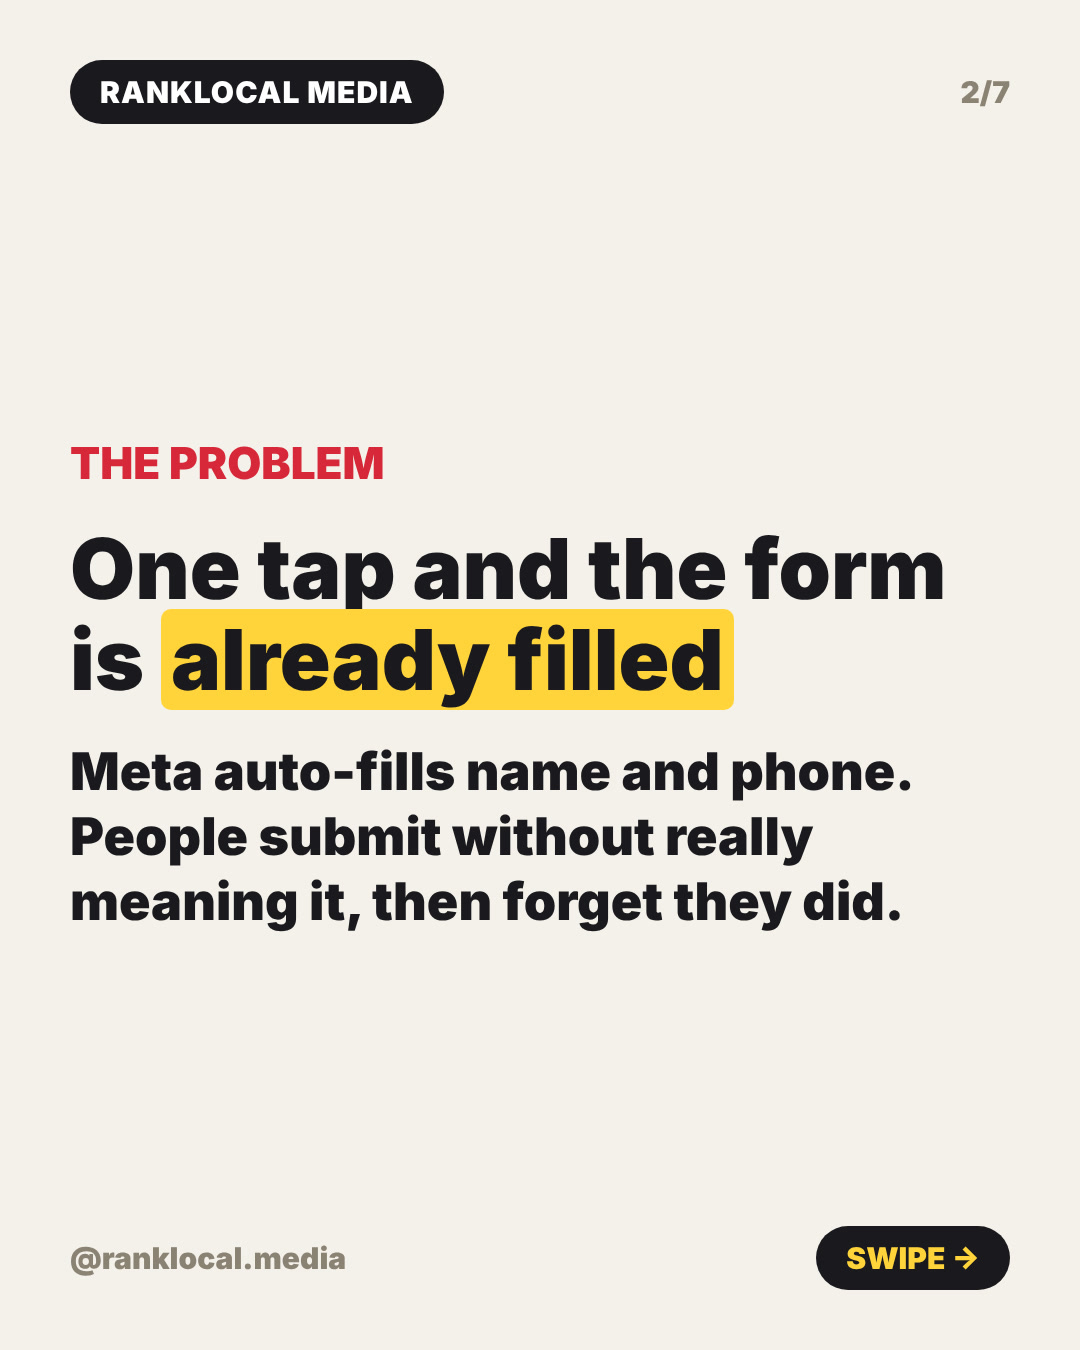 RANKLOCAL MEDIA
2/7
THE PROBLEM
One tap and the form
is already filled
Meta auto-fills name and phone.
People submit without really
meaning it, then forget they did.
@ranklocal.media
SWIPE →